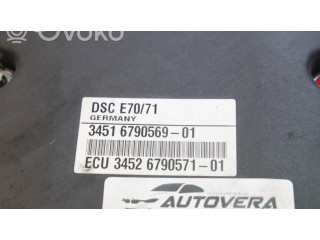 OVOKO
DSC E70/71
GERMANY
3451 6790569-01
ECU 3452 6790571-01
AUTOVERA